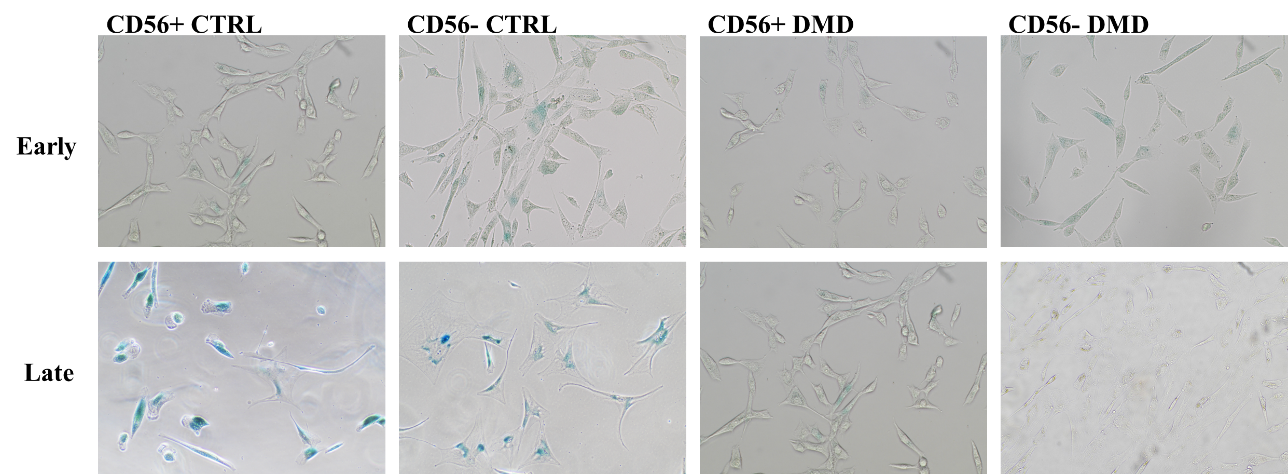 CD56+ CTRL CD56- CTRL CD56+ DMD CD56- DMD
Early
Late